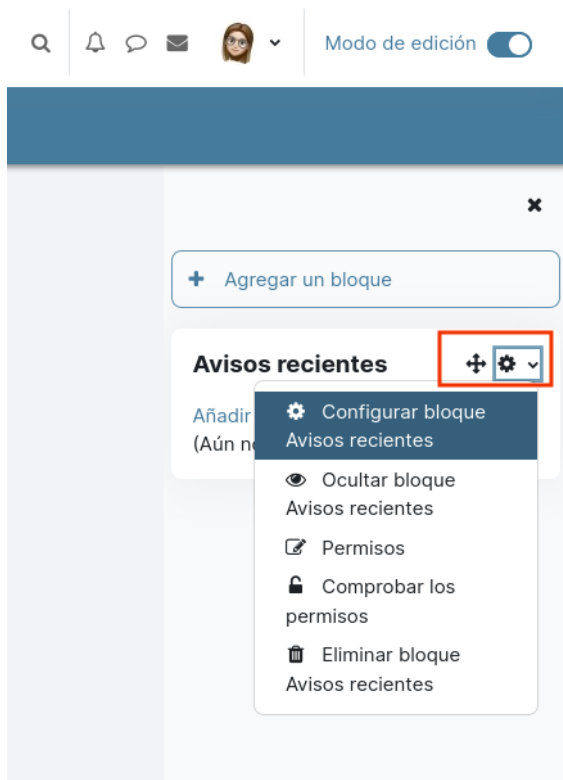 Modo de edición
Agregar un bloque
Avisos recientes
Añadir
(Aún no
Configurar bloque
Avisos recientes
Ocultar bloque
Avisos recientes
Permisos
Comprobar los
permisos
Eliminar bloque
Avisos recientes